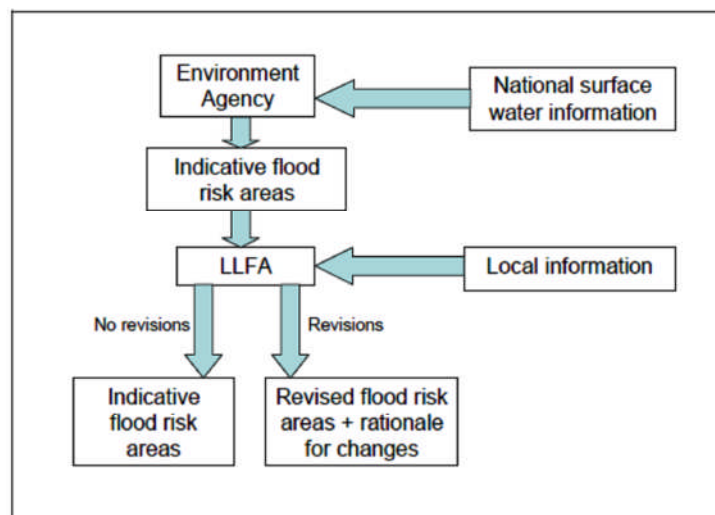 Environment
Agency
National surface
water information
Indicative flood
risk areas
LLFA
Local information
No revisions
Revisions
Indicative
flood risk
areas
Revised flood risk
areas + rationale
for changes